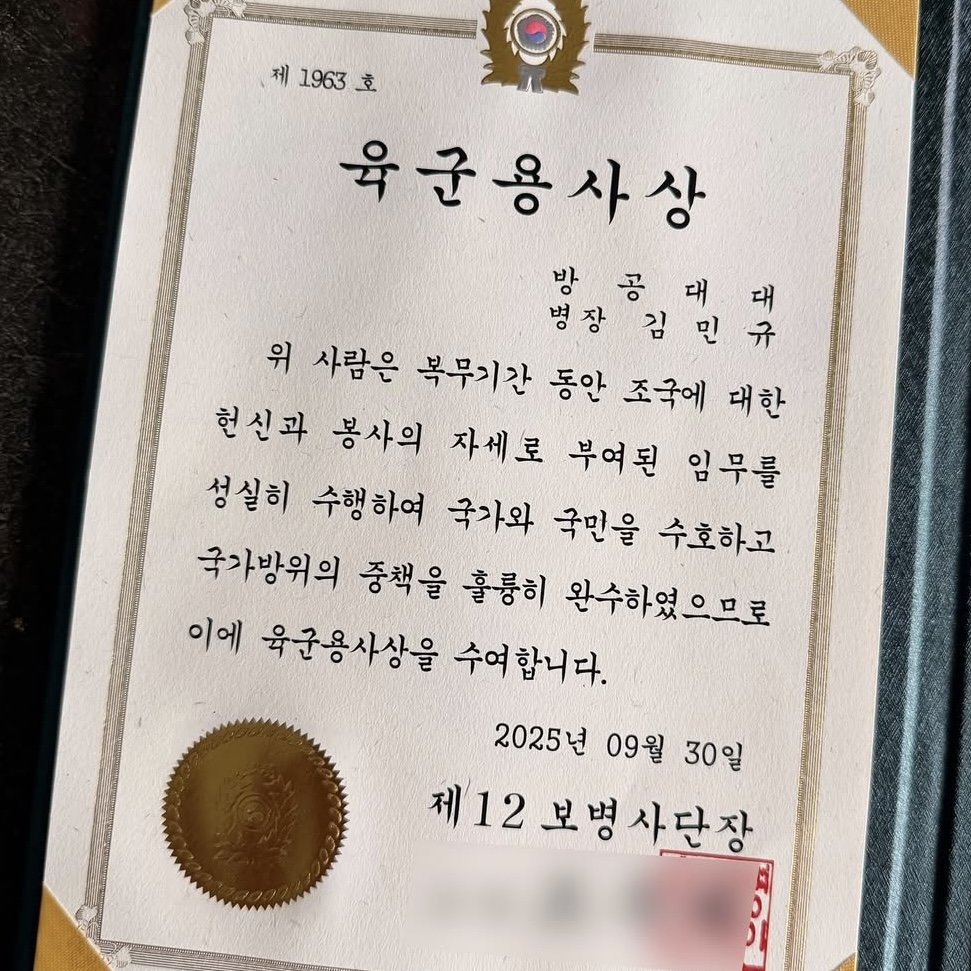 제 1963 호
육군용사상
방 공 대 대
병장 김 민 규
위 사람은 복무기간 동안 조국에 대한
헌신과 봉사의 자세로 부여된 임무를
성실히 수행하여 국가와 국민을 수호하고
국가방위의 중책을 훌륭히 완수하였으므로
이에 육군용사상을 수여합니다.
2025년 09월 30일
제12보병사단장